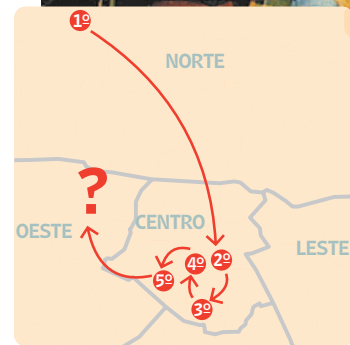 1º
NORTE
?
OESTE
CENTRO
LESTE
4º
2º
5º
3º